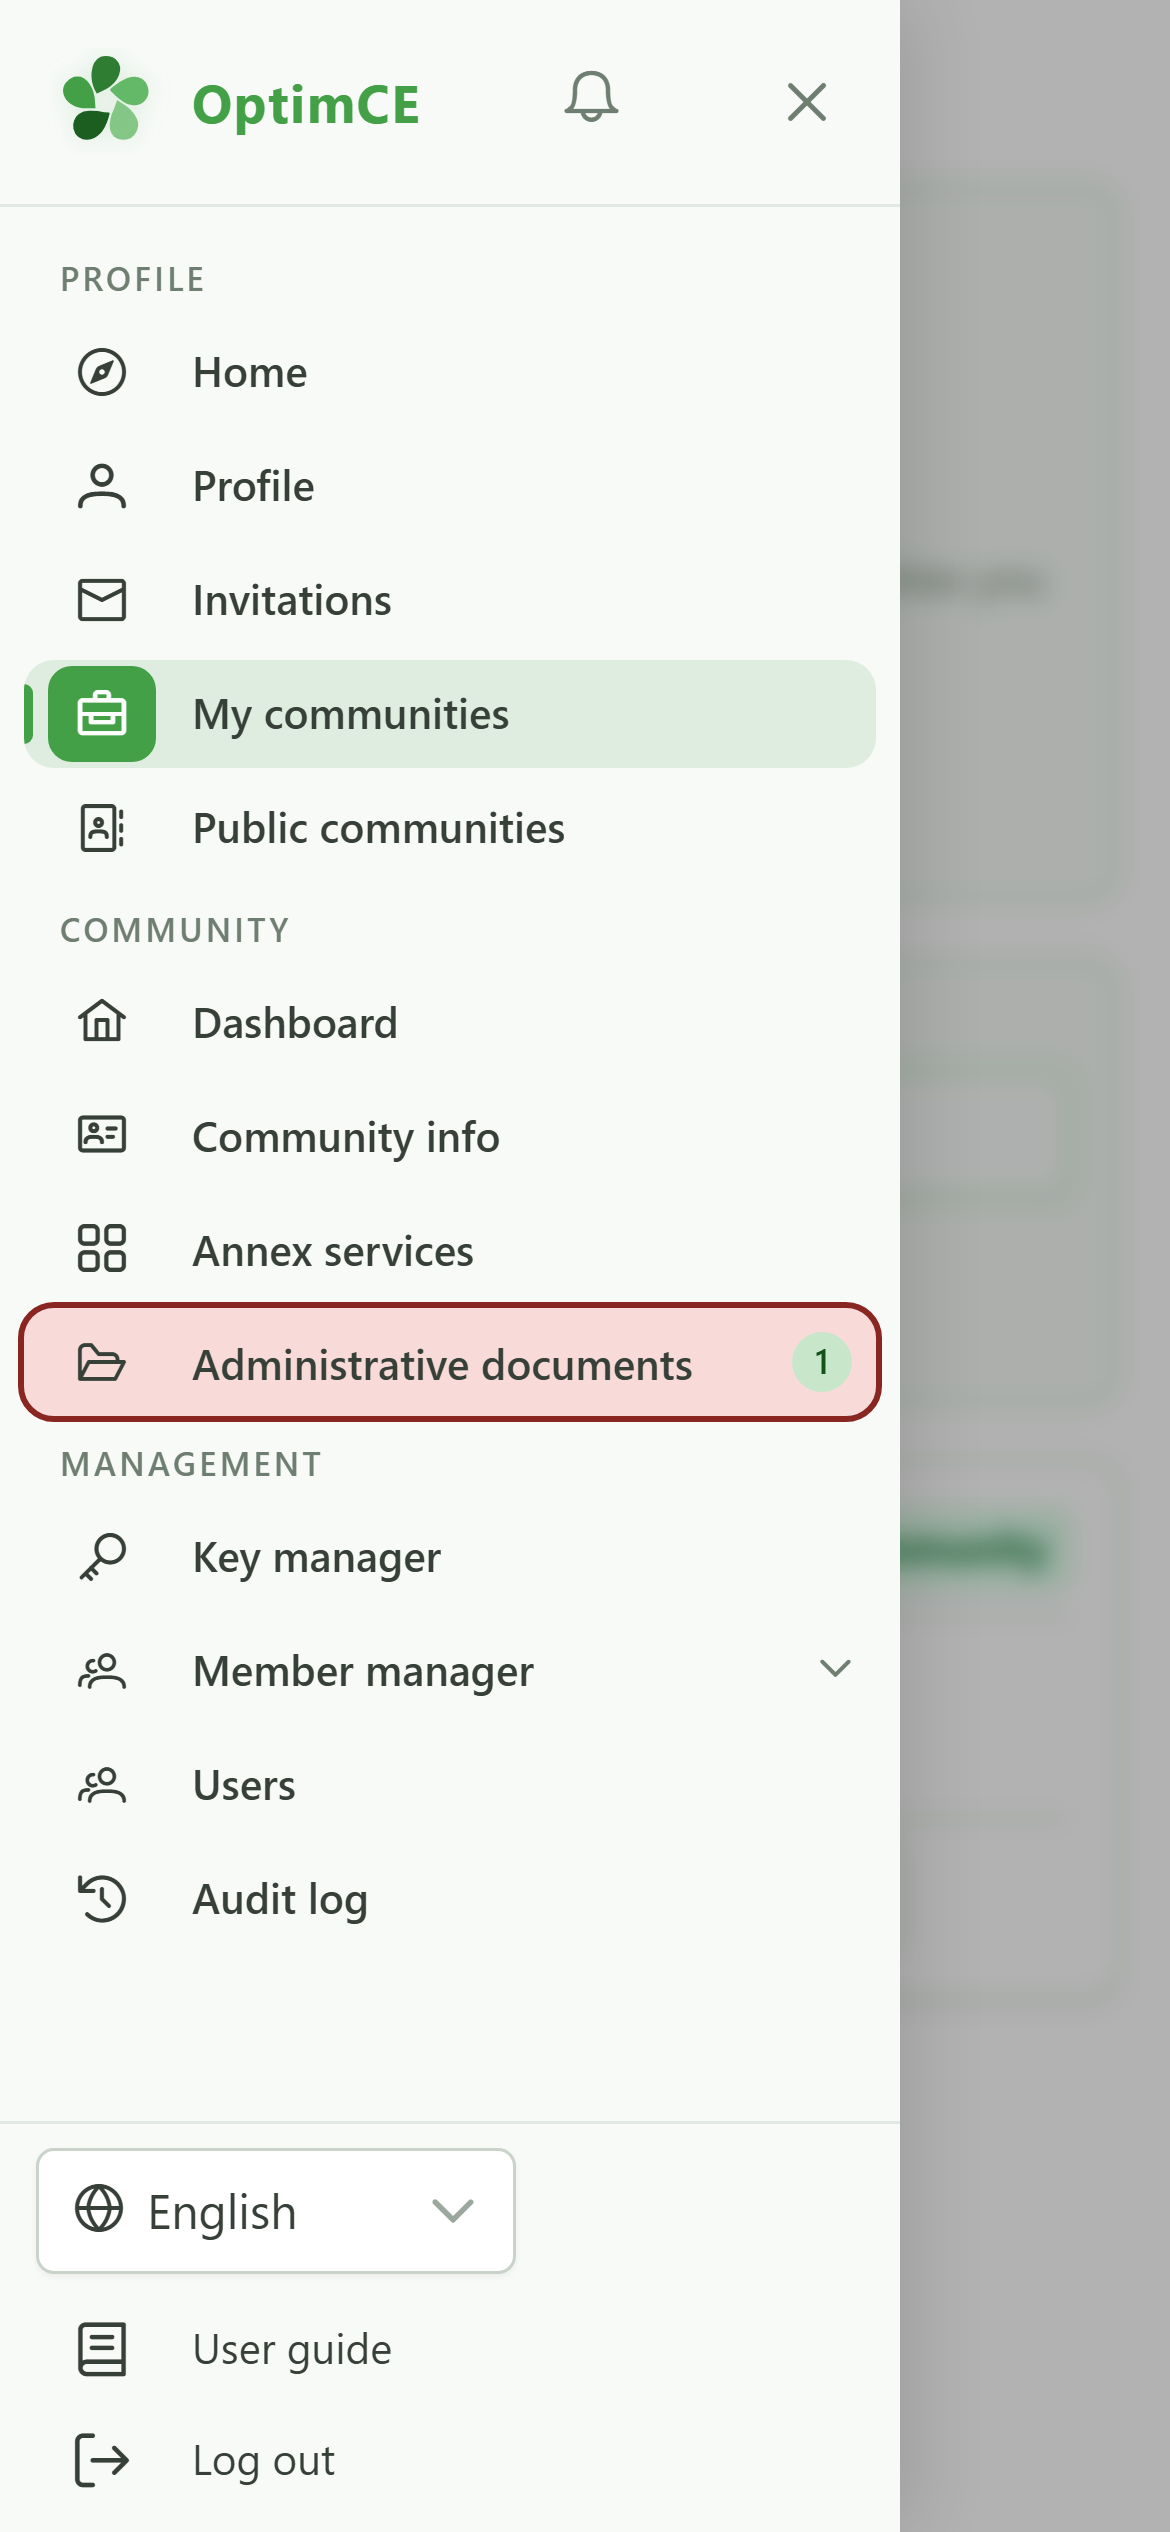 OptimCE
PROFILE
Home
Profile
Invitations
My communities
Public communities
COMMUNITY
Dashboard
Community info
Annex services
Administrative documents 1
MANAGEMENT
Key manager
Member manager
Users
Audit log
English
User guide
Log out